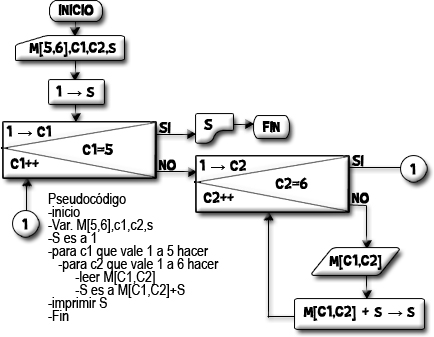 INICIO
M[5,6],C1,C2,S
1 → S
1 → C1
C1=5
C1++
SI
S
FIN
NO
1 → C2
C2=6
C2++
SI
1
NO
M[C1,C2]
M[C1,C2] + S → S
1
Pseudocódigo
-inicio
-Var. M[5,6],c1,c2,s
-S es a 1
-para c1 que vale 1 a 5 hacer
-para c2 que vale 1 a 6 hacer
-leer M[C1,C2]
-S es a M[C1,C2]+S
-imprimir S
-Fin